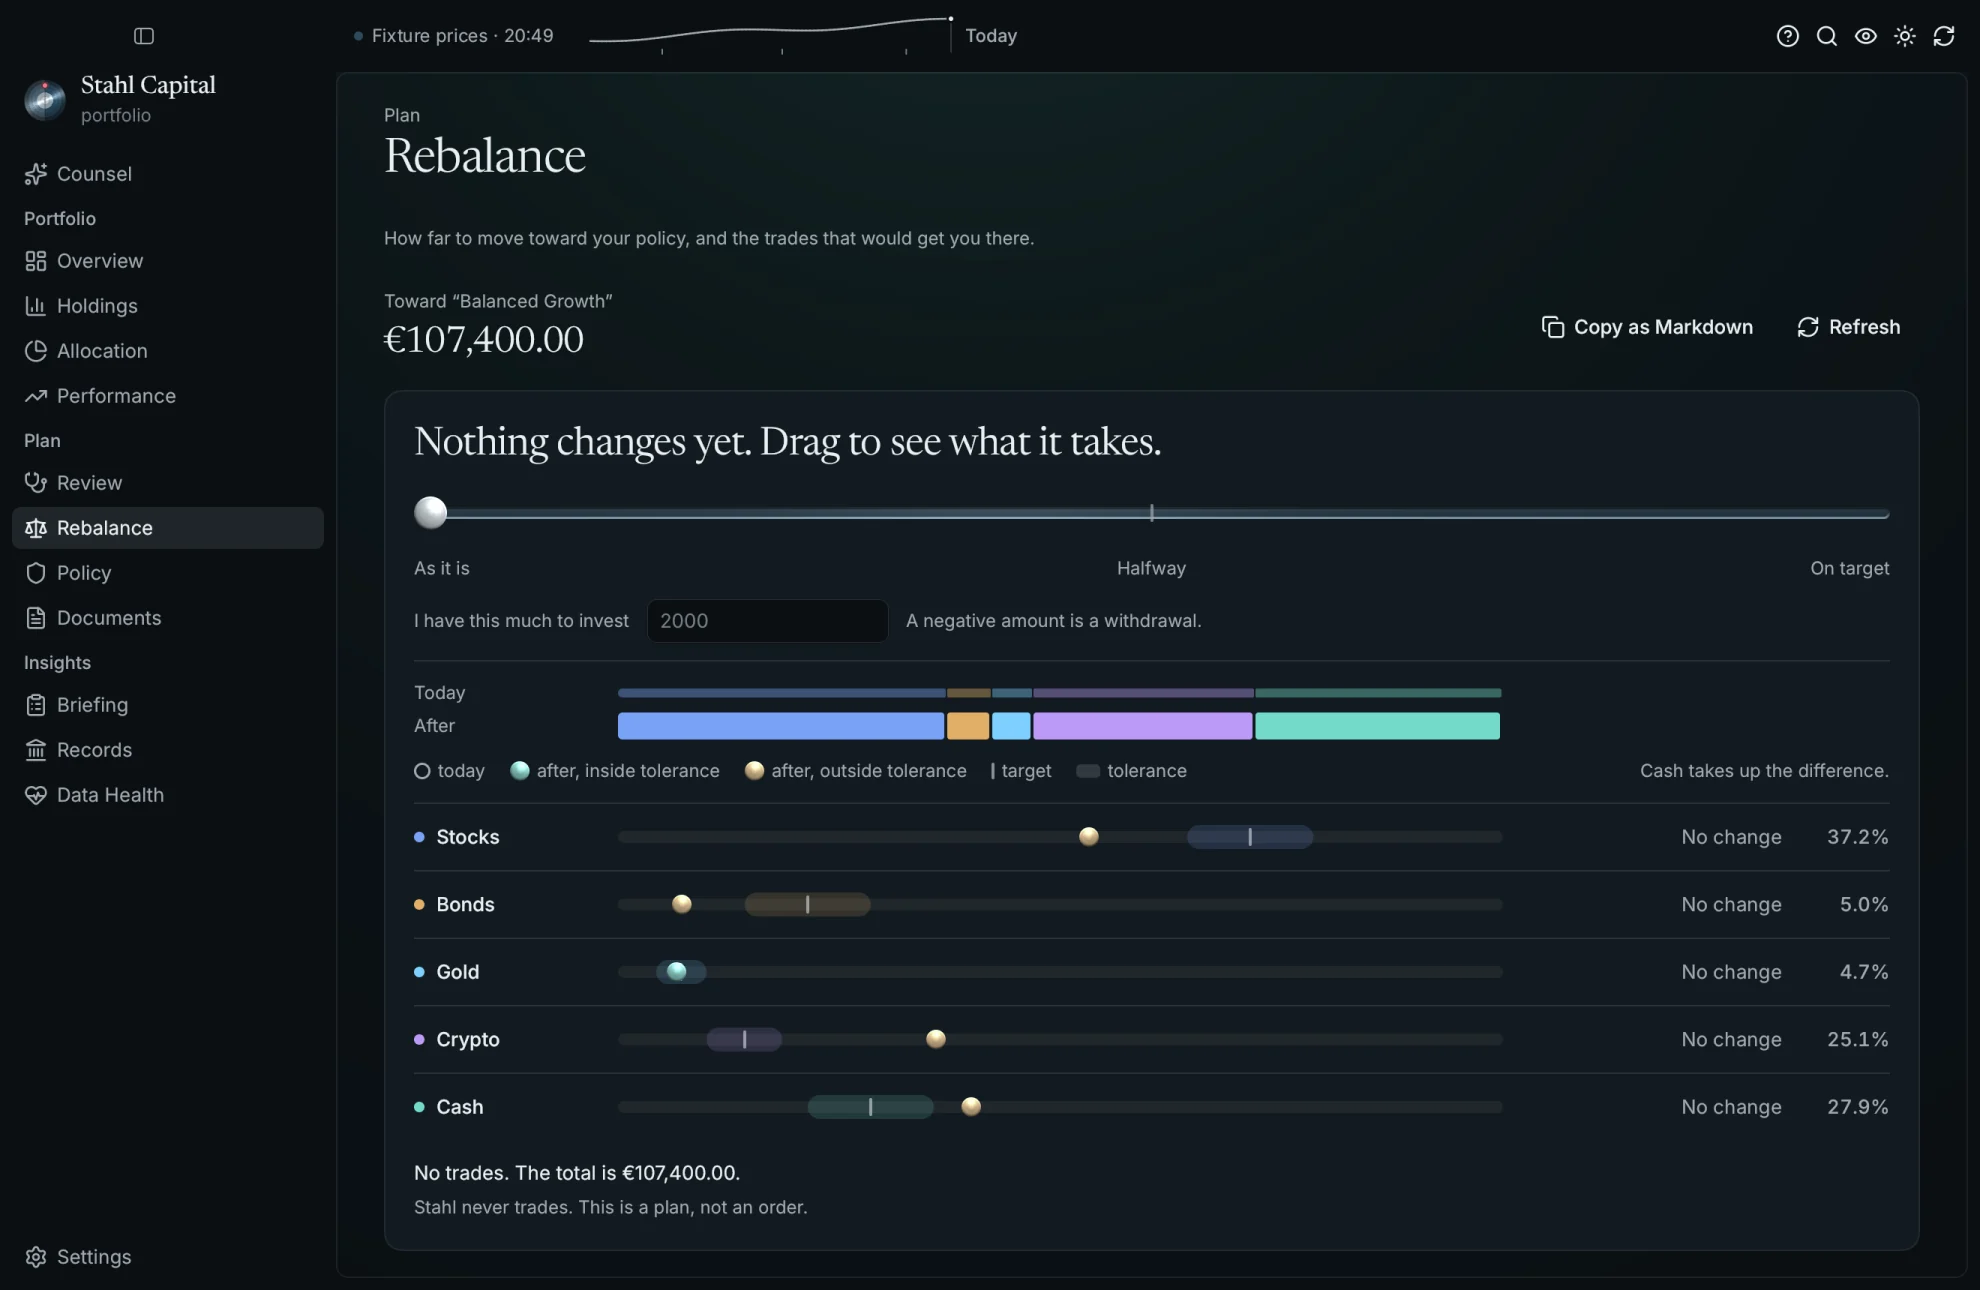 Fixture prices · 20:49
Today
Stahl Capital
portfolio
Counsel
Portfolio
Overview
Holdings
Allocation
Performance
Plan
Review
Rebalance
Policy
Documents
Insights
Briefing
Records
Data Health
Settings
Plan
Rebalance
How far to move toward your policy, and the trades that would get you there.
Toward “Balanced Growth”
€107,400.00
Copy as Markdown
Refresh
Nothing changes yet. Drag to see what it takes.
As it is
Halfway
On target
I have this much to invest 2000 A negative amount is a withdrawal.
Today
After
today after, inside tolerance after, outside tolerance target tolerance Cash takes up the difference.
Stocks No change 37.2%
Bonds No change 5.0%
Gold No change 4.7%
Crypto No change 25.1%
Cash No change 27.9%
No trades. The total is €107,400.00.
Stahl never trades. This is a plan, not an order.